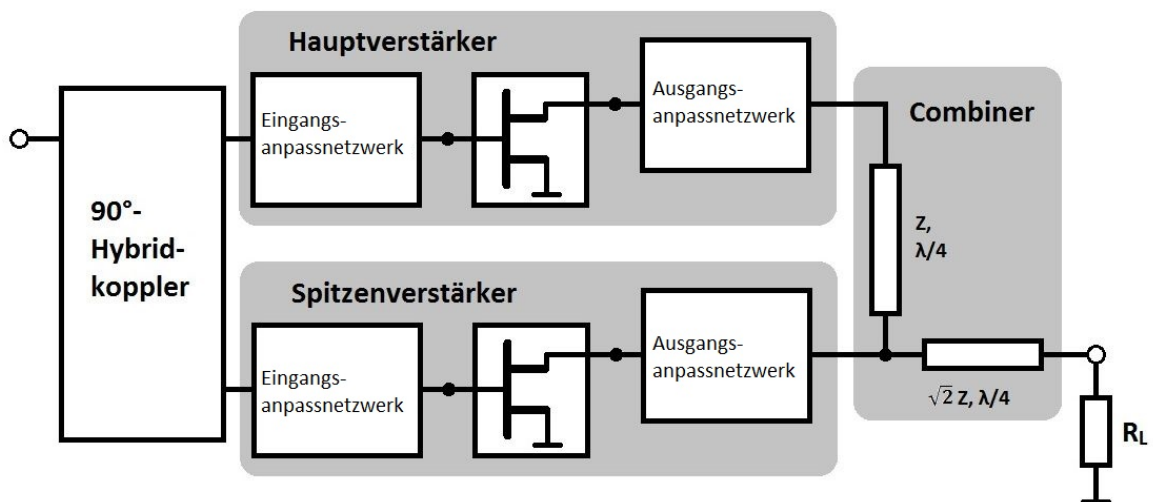 Hauptverstärker
Eingangs-
anpassnetzwerk
Ausgangs-
anpassnetzwerk
Combiner
90°-
Hybrid-
koppler
Z,
λ/4
Spitzenverstärker
Eingangs-
anpassnetzwerk
Ausgangs-
anpassnetzwerk
√2 Z, λ/4
RL